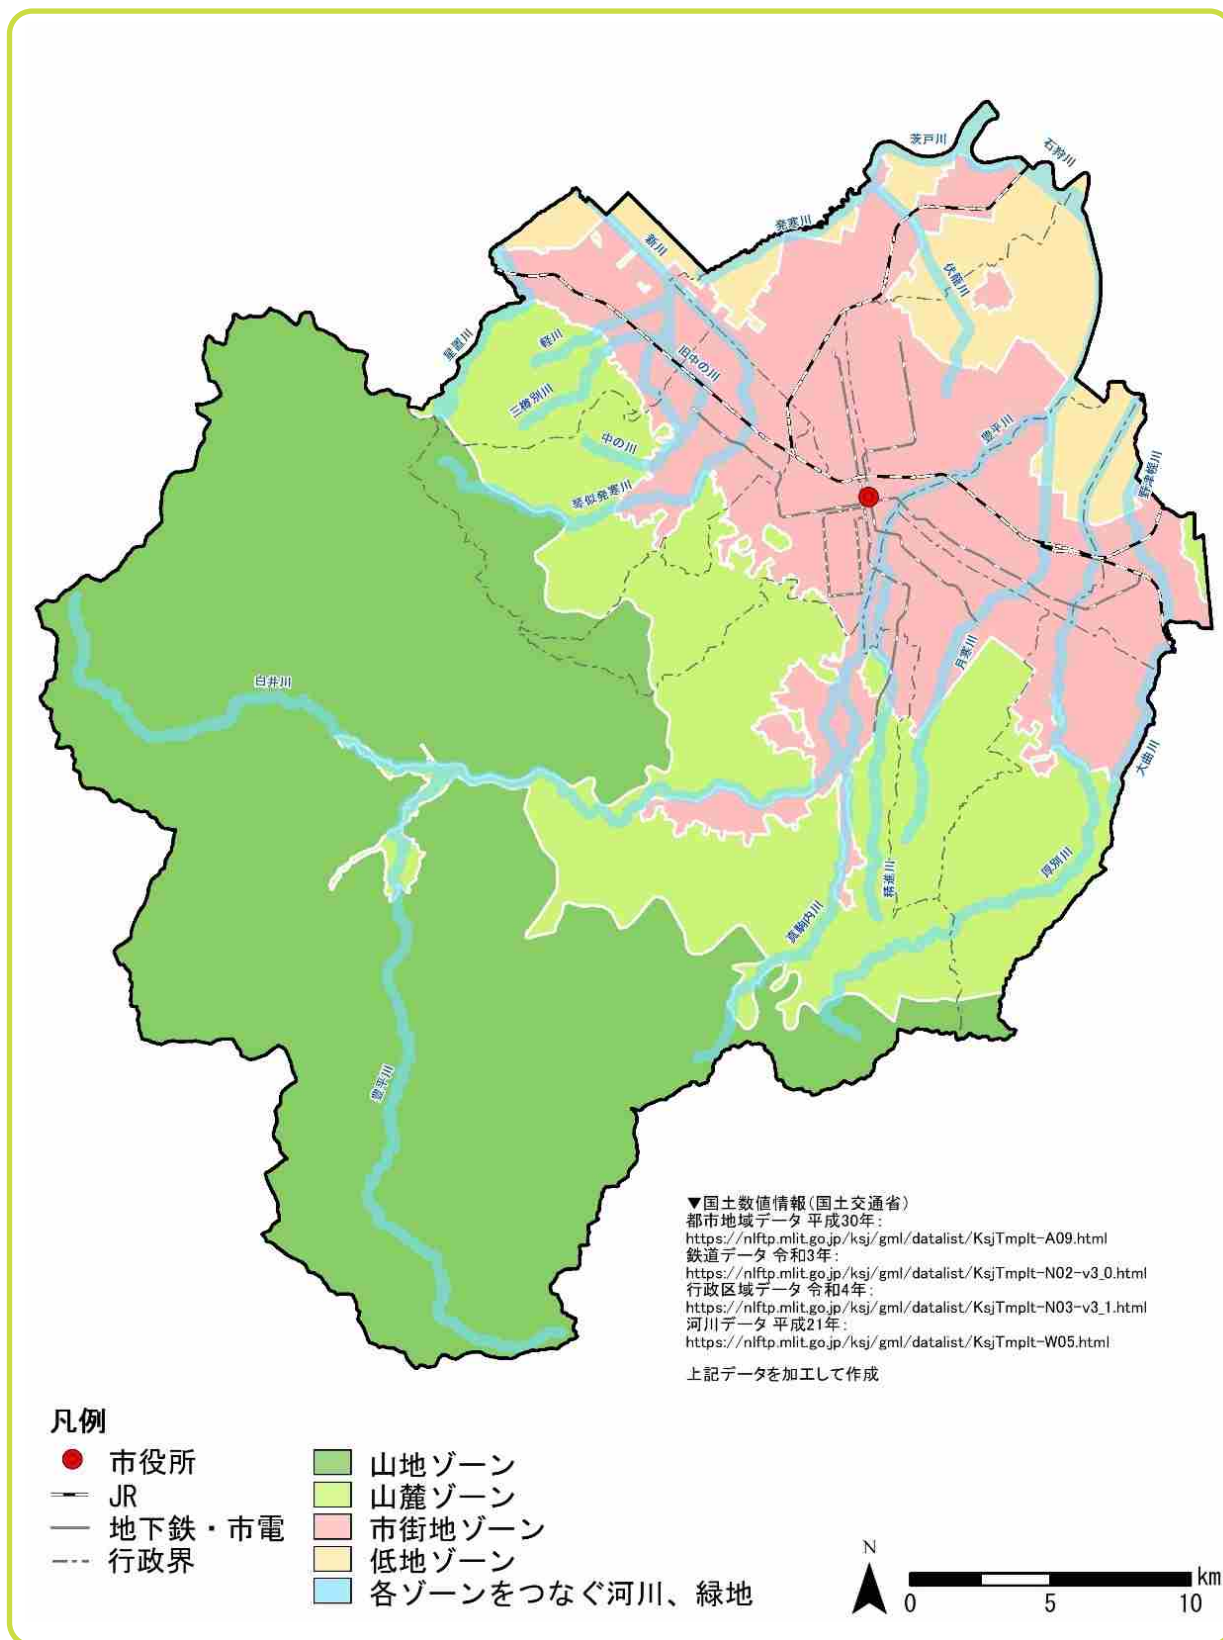 茨戸川
石狩川
発寒川
新川
伏籠川
星置川
軽川
旧中の川
三樽別川
豊平川
中の川
野津幌川
琴似発寒川
月寒川
白井川
大曲川
厚別川
精進川
真駒内川
豊平川
▼国土数値情報(国土交通省)
都市地域データ 平成30年:
https://nlftp.mlit.go.jp/ksj/gml/datalist/KsjTmplt-A09.html
鉄道データ 令和3年:
https://nlftp.mlit.go.jp/ksj/gml/datalist/KsjTmplt-N02-v3_0.html
行政区域データ 令和4年:
https://nlftp.mlit.go.jp/ksj/gml/datalist/KsjTmplt-N03-v3_1.html
河川データ 平成21年:
https://nlftp.mlit.go.jp/ksj/gml/datalist/KsjTmplt-W05.html
上記データを加工して作成
凡例
市役所
JR
地下鉄・市電
行政界
山地ゾーン
山麓ゾーン
市街地ゾーン
低地ゾーン
各ゾーンをつなぐ河川、緑地
N
km
0 5 10